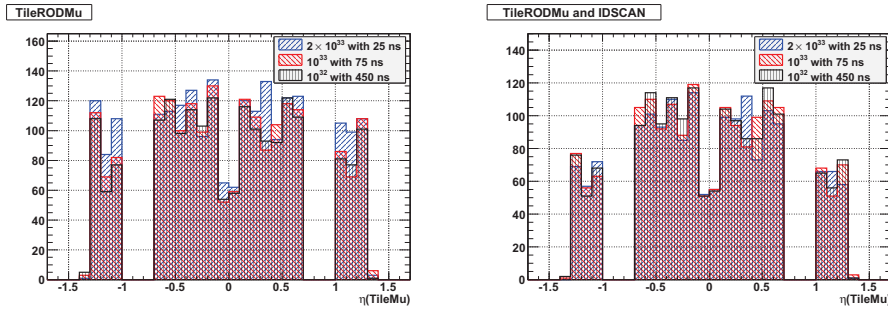 TileRODMu
2 × 10³³ with 25 ns
10³³ with 75 ns
10³² with 450 ns
160
140
120
100
80
60
40
20
0
-1.5 -1 -0.5 0 0.5 1 1.5
η(TileMu)
TileRODMu and IDSCAN
2 × 10³³ with 25 ns
10³³ with 75 ns
10³² with 450 ns
140
120
100
80
60
40
20
0
-1.5 -1 -0.5 0 0.5 1 1.5
η(TileMu)